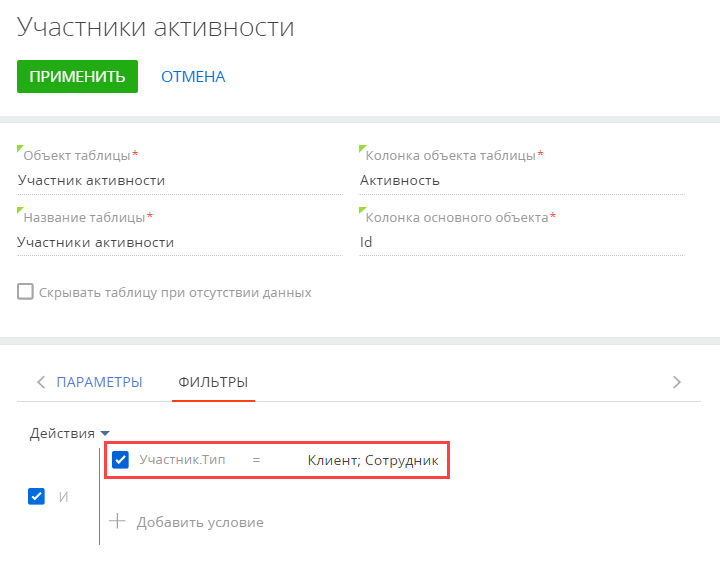 Участники активности
ПРИМЕНИТЬ ОТМЕНА
Объект таблицы* Колонка объекта таблицы*
Участник активности Активность
Название таблицы* Колонка основного объекта*
Участники активности Id
Скрывать таблицу при отсутствии данных
ПАРАМЕТРЫ ФИЛЬТРЫ
Действия
Участник.Тип = Клиент; Сотрудник
И
Добавить условие